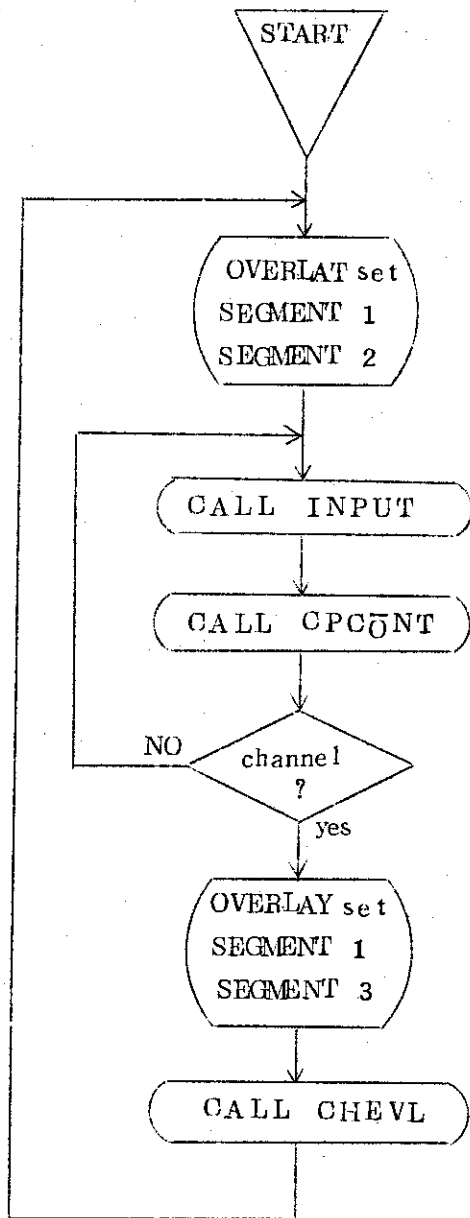 START
OVERLAT set
SEGMENT 1
SEGMENT 2
CALL INPUT
CALL CPCŌNT
NO
channel
?
yes
OVERLAY set
SEGMENT 1
SEGMENT 3
CALL CHEVL